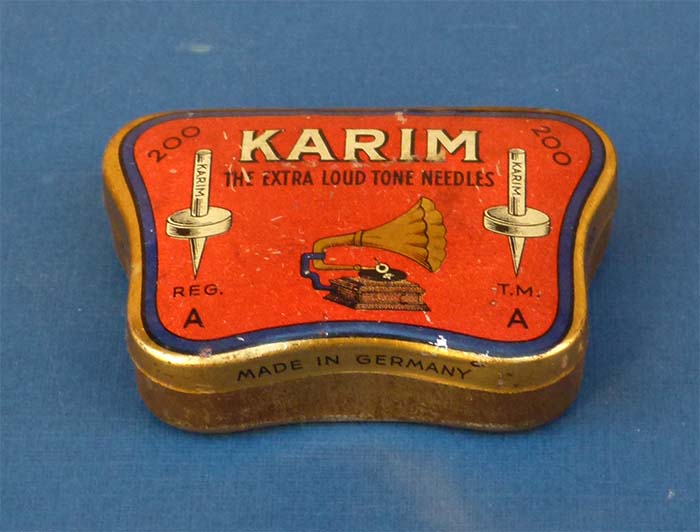 200 KARIM 200
THE EXTRA LOUD TONE NEEDLES
KARIM KARIM
REG. T.M.
A A
MADE IN GERMANY